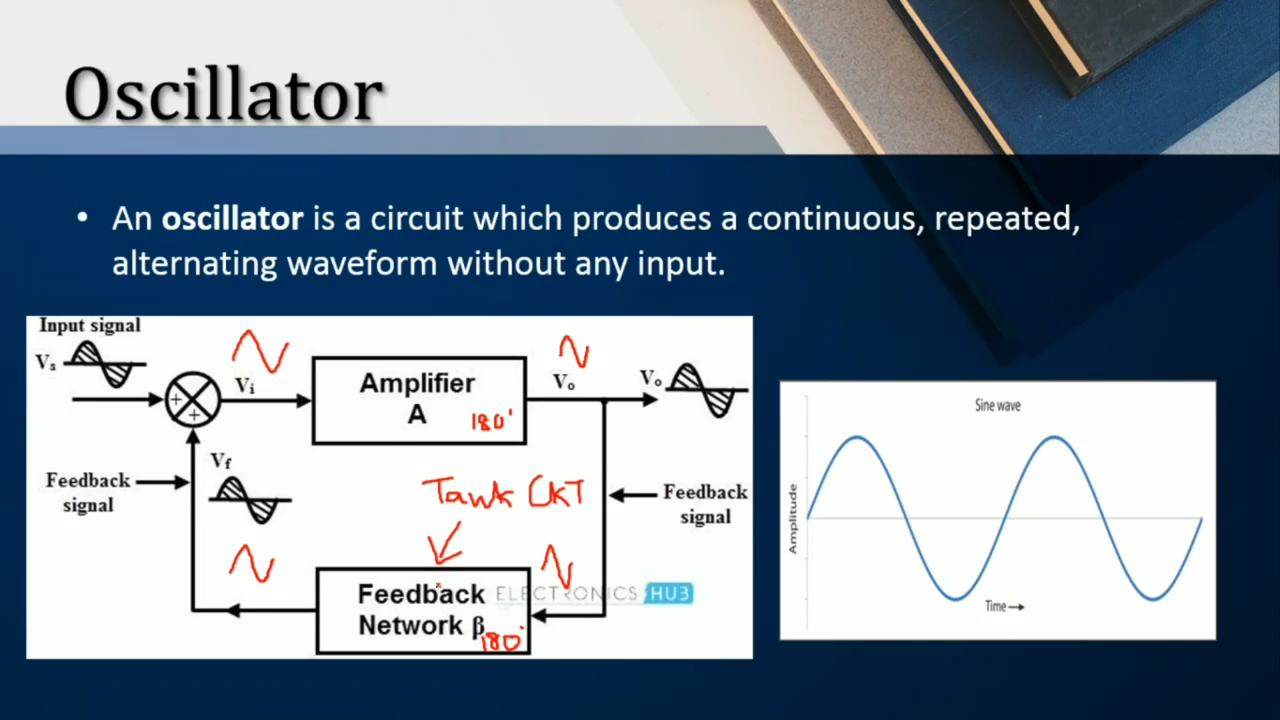 Oscillator
• An oscillator is a circuit which produces a continuous, repeated,
alternating waveform without any input.
Input signal
Vs
Vi
Amplifier
A
180°
Vo
Vo
Feedback
signal
Vf
Tank CKT
Feedback
signal
Feedback
Network β
180°
ELECTRONICS HUB
Sine wave
Amplitude
Time